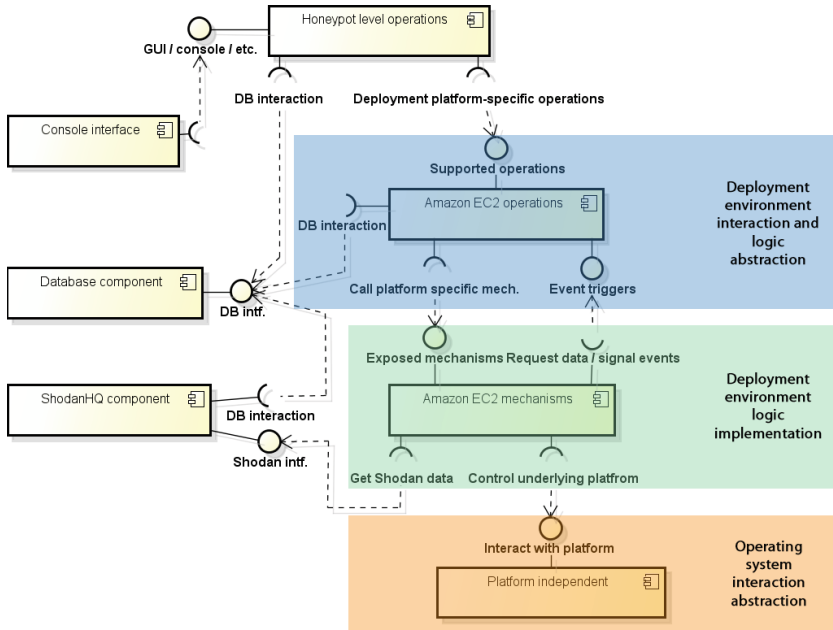 Honeypot level operations
GUI / console / etc.
DB interaction
Deployment platform-specific operations
Console interface
Supported operations
Amazon EC2 operations
DB interaction
Deployment
environment
interaction and
logic
abstraction
Database component
DB intf.
Call platform specific mech.
Event triggers
Exposed mechanisms
Request data / signal events
ShodanHQ component
DB interaction
Shodan intf.
Amazon EC2 mechanisms
Deployment
environment
logic
implementation
Get Shodan data
Control underlying platfrom
Interact with platform
Platform independent
Operating
system
interaction
abstraction